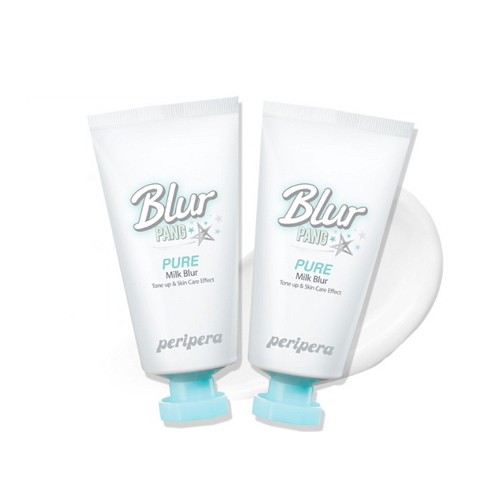 Blur
PANG
PURE
Milk Blur
Tone up & Skin Care Effect
peripera
Blur
PANG
PURE
Milk Blur
Tone up & Skin Care Effect
peripera